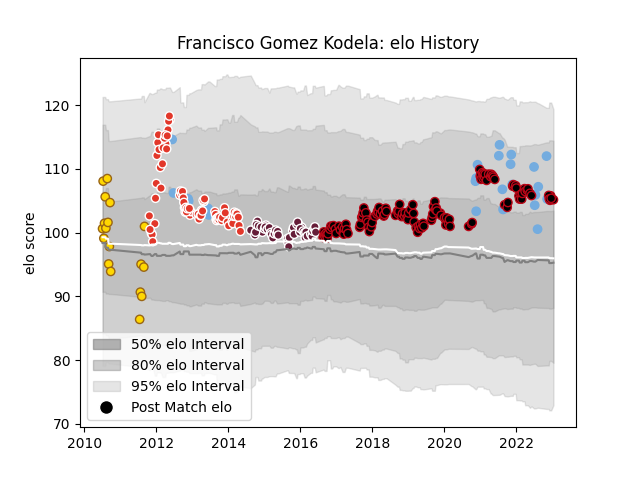 Francisco Gomez Kodela: elo History
elo score
120
110
100
90
80
70
50% elo Interval
80% elo Interval
95% elo Interval
Post Match elo
2010 2012 2014 2016 2018 2020 2022